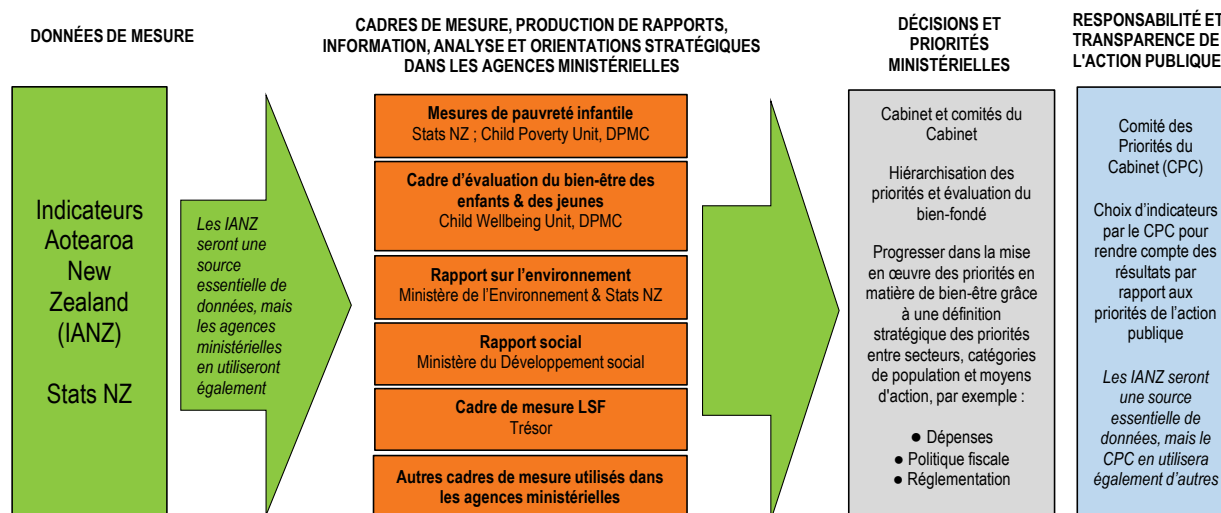 DONNÉES DE MESURE
CADRES DE MESURE, PRODUCTION DE RAPPORTS,
INFORMATION, ANALYSE ET ORIENTATIONS STRATÉGIQUES
DANS LES AGENCES MINISTÉRIELLES
DÉCISIONS ET
PRIORITÉS
MINISTÉRIELLES
RESPONSABILITÉ ET
TRANSPARENCE DE
L'ACTION PUBLIQUE
Indicateurs
Aotearoa
New
Zealand
(IANZ)
Stats NZ
Les IANZ
seront une
source
essentielle de
données, mais
les agences
ministérielles
en utiliseront
également
Mesures de pauvreté infantile
Stats NZ ; Child Poverty Unit, DPMC
Cadre d'évaluation du bien-être des
enfants & des jeunes
Child Wellbeing Unit, DPMC
Rapport sur l'environnement
Ministère de l'Environnement & Stats NZ
Rapport social
Ministère du Développement social
Cadre de mesure LSF
Trésor
Autres cadres de mesure utilisés dans
les agences ministérielles
Cabinet et comités du
Cabinet
Hiérarchisation des
priorités et évaluation du
bien-fondé
Progresser dans la mise
en œuvre des priorités en
matière de bien-être grâce
à une définition
stratégique des priorités
entre secteurs, catégories
de population et moyens
d'action, par exemple :
● Dépenses
● Politique fiscale
● Réglementation
Comité des
Priorités du
Cabinet (CPC)
Choix d'indicateurs
par le CPC pour
rendre compte des
résultats par
rapport aux
priorités de l'action
publique
Les IANZ seront
une source
essentielle de
données, mais le
CPC en utilisera
également d'autres